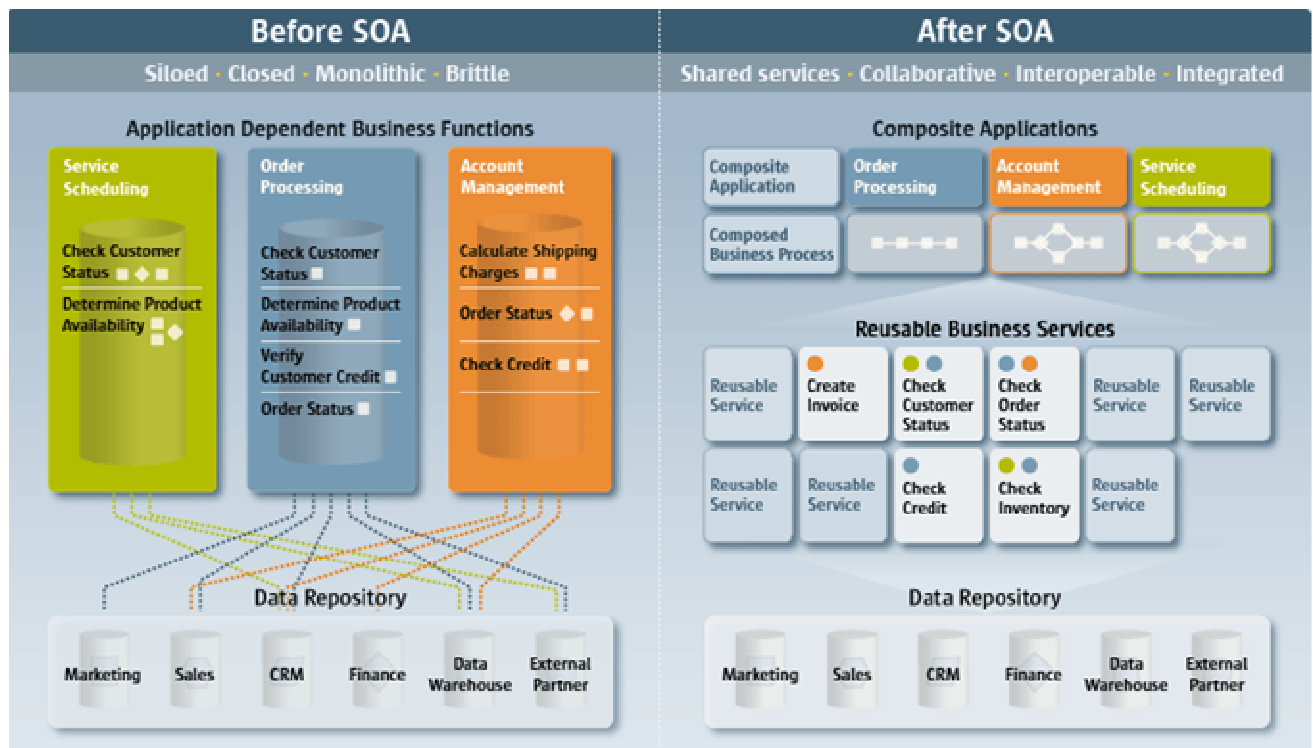 Before SOA
Siloed · Closed · Monolithic · Brittle
Application Dependent Business Functions
Service
Scheduling
Check Customer
Status
Determine Product
Availability
Order
Processing
Check Customer
Status
Determine Product
Availability
Verify
Customer Credit
Order Status
Account
Management
Calculate Shipping
Charges
Order Status
Check Credit
Data Repository
Marketing
Sales
CRM
Finance
Data
Warehouse
External
Partner
After SOA
Shared services · Collaborative · Interoperable · Integrated
Composite Applications
Composite
Application
Order
Processing
Account
Management
Service
Scheduling
Composed
Business Process
Reusable Business Services
Reusable
Service
Create
Invoice
Check
Customer
Status
Check
Order
Status
Reusable
Service
Reusable
Service
Reusable
Service
Reusable
Service
Check
Credit
Check
Inventory
Reusable
Service
Data Repository
Marketing
Sales
CRM
Finance
Data
Warehouse
External
Partner